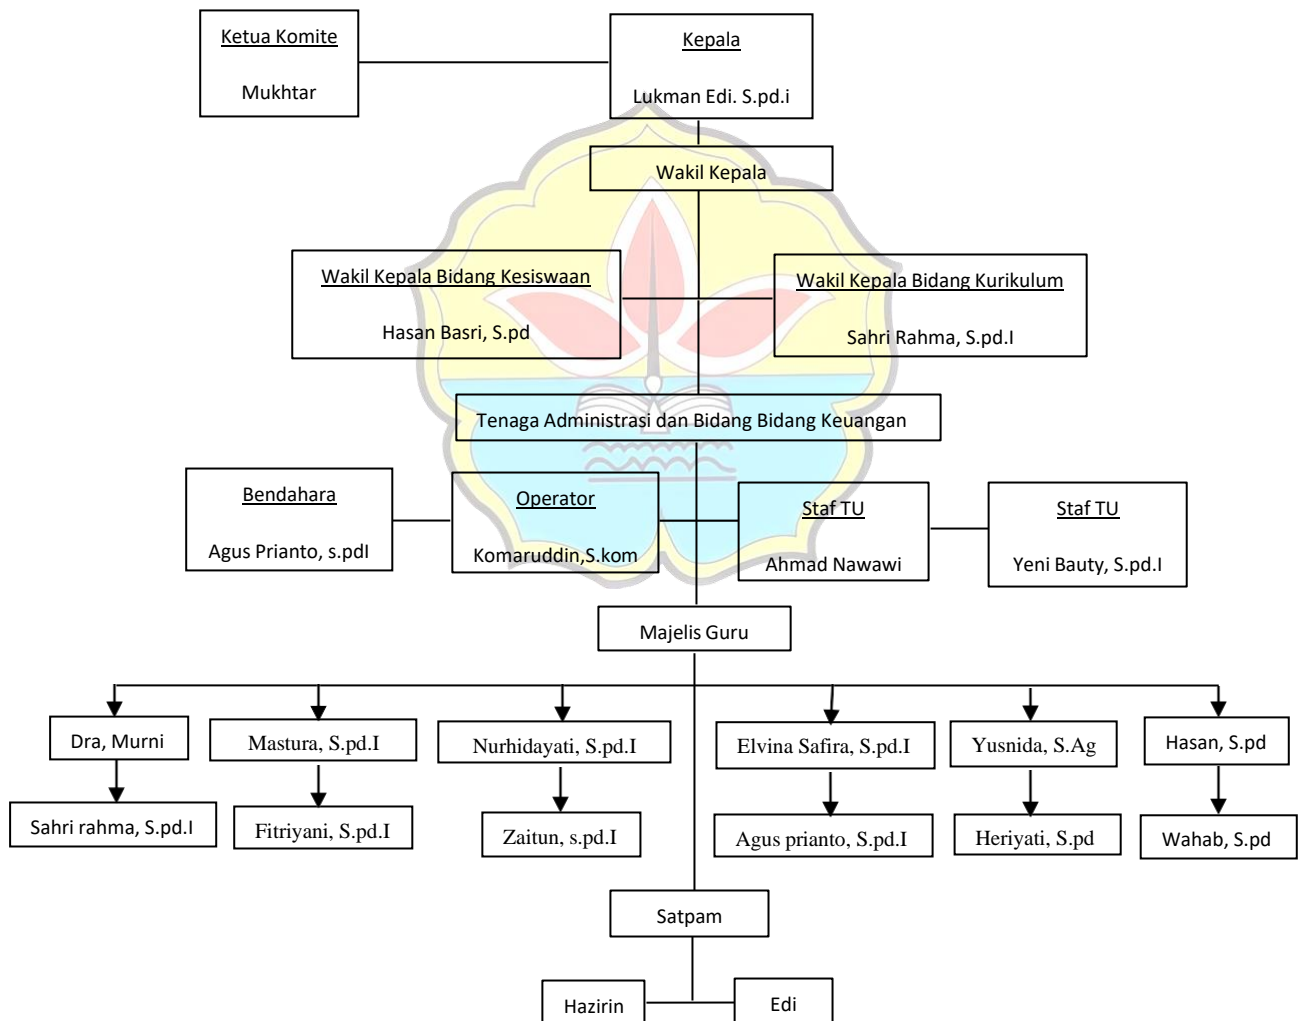 Ketua Komite
Mukhtar
Kepala
Lukman Edi. S.pd.i
Wakil Kepala
Wakil Kepala Bidang Kesiswaan
Hasan Basri, S.pd
Wakil Kepala Bidang Kurikulum
Sahri Rahma, S.pd.I
Tenaga Administrasi dan Bidang Bidang Keuangan
Bendahara
Agus Prianto, s.pdI
Operator
Komaruddin,S.kom
Staf TU
Ahmad Nawawi
Staf TU
Yeni Bauty, S.pd.I
Majelis Guru
Dra, Murni
Mastura, S.pd.I
Nurhidayati, S.pd.I
Elvina Safira, S.pd.I
Yusnida, S.Ag
Hasan, S.pd
Sahri rahma, S.pd.I
Fitriyani, S.pd.I
Zaitun, s.pd.I
Agus prianto, S.pd.I
Heriyati, S.pd
Wahab, S.pd
Satpam
Hazirin
Edi